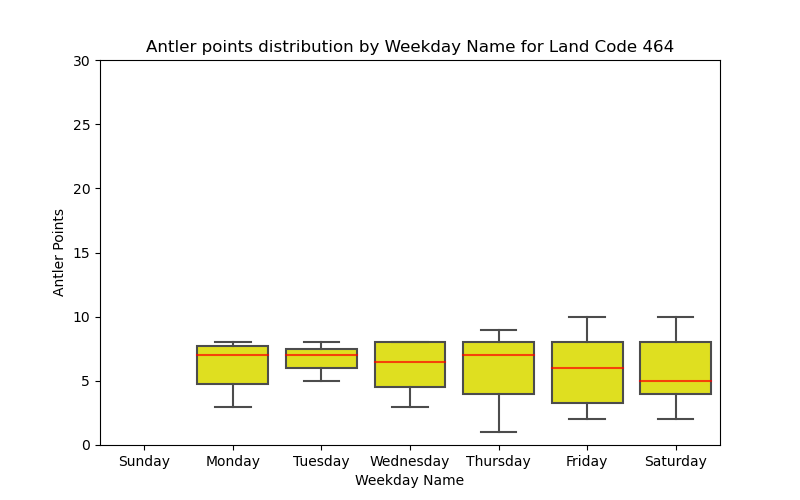 Antler points distribution by Weekday Name for Land Code 464
30
25
20
15
10
5
0
Antler Points
Sunday Monday Tuesday Wednesday Thursday Friday Saturday
Weekday Name